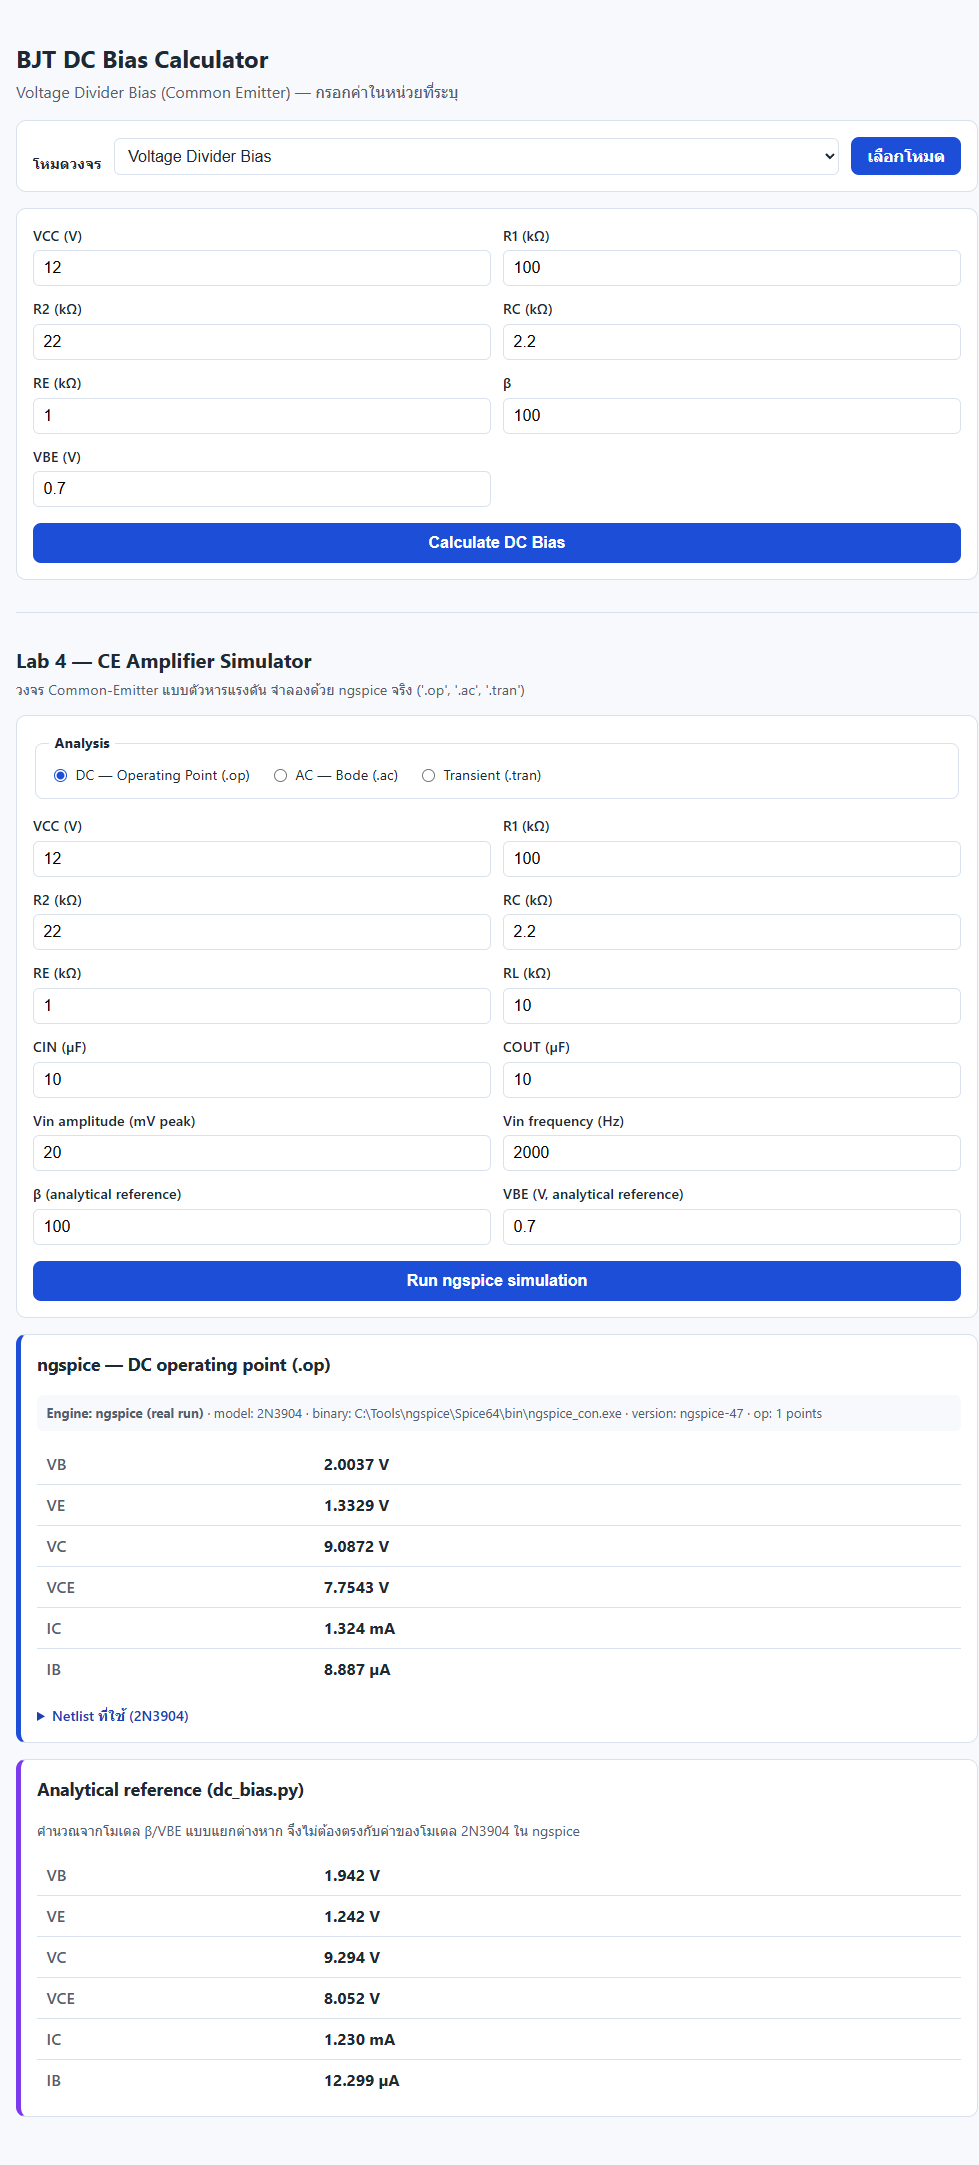 BJT DC Bias Calculator
Voltage Divider Bias (Common Emitter) — กรอกค่าในหน่วยที่ระบุ
โหมดวงจร
Voltage Divider Bias
เลือกโหมด
VCC (V)
R1 (kΩ)
12
100
R2 (kΩ)
RC (kΩ)
22
2.2
RE (kΩ)
β
1
100
VBE (V)
0.7
Calculate DC Bias
Lab 4 — CE Amplifier Simulator
วงจร Common-Emitter แบบตัวหารแรงดัน จำลองด้วย ngspice จริง ('.op', '.ac', '.tran')
Analysis
DC — Operating Point (.op)
AC — Bode (.ac)
Transient (.tran)
VCC (V)
R1 (kΩ)
12
100
R2 (kΩ)
RC (kΩ)
22
2.2
RE (kΩ)
RL (kΩ)
1
10
CIN (µF)
COUT (µF)
10
10
Vin amplitude (mV peak)
Vin frequency (Hz)
20
2000
β (analytical reference)
VBE (V, analytical reference)
100
0.7
Run ngspice simulation
ngspice — DC operating point (.op)
Engine: ngspice (real run) · model: 2N3904 · binary: C:\Tools\ngspice\Spice64\bin\ngspice_con.exe · version: ngspice-47 · op: 1 points
VB 2.0037 V
VE 1.3329 V
VC 9.0872 V
VCE 7.7543 V
IC 1.324 mA
IB 8.887 µA
Netlist ที่ใช้ (2N3904)
Analytical reference (dc_bias.py)
คำนวณจากโมเดล β/VBE แบบแยกต่างหาก จึงไม่ต้องตรงกับค่าของโมเดล 2N3904 ใน ngspice
VB 1.942 V
VE 1.242 V
VC 9.294 V
VCE 8.052 V
IC 1.230 mA
IB 12.299 µA